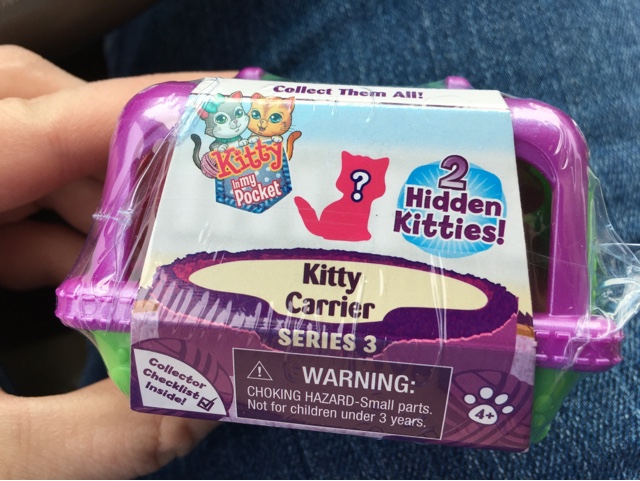 Collect Them All!
Kitty
In my
Pocket
?
2
Hidden
Kitties!
Kitty
Carrier
SERIES 3
Collector
Checklist
Inside!
WARNING:
CHOKING HAZARD-Small parts.
Not for children under 3 years.
4+